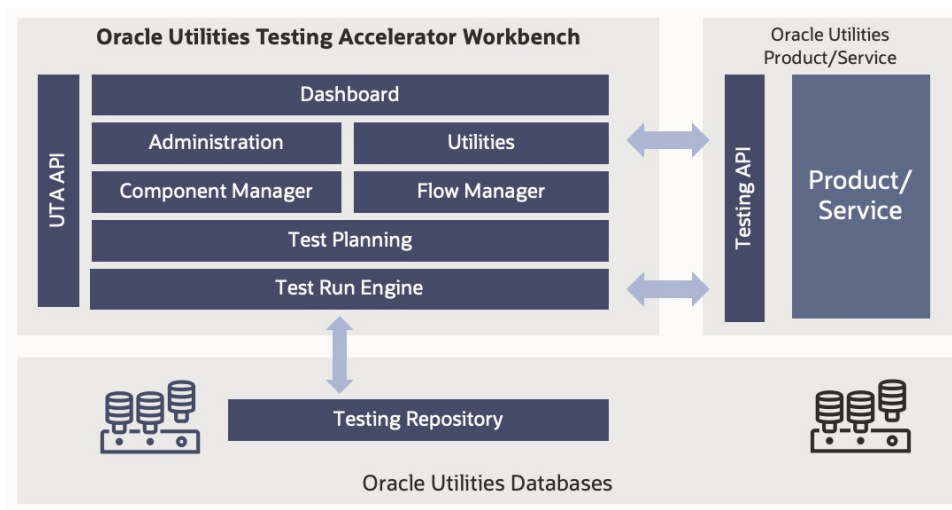 Oracle Utilities Testing Accelerator Workbench
UTA API
Dashboard
Administration
Utilities
Component Manager
Flow Manager
Test Planning
Test Run Engine
Oracle Utilities
Product/Service
Testing API
Product/
Service
Testing Repository
Oracle Utilities Databases